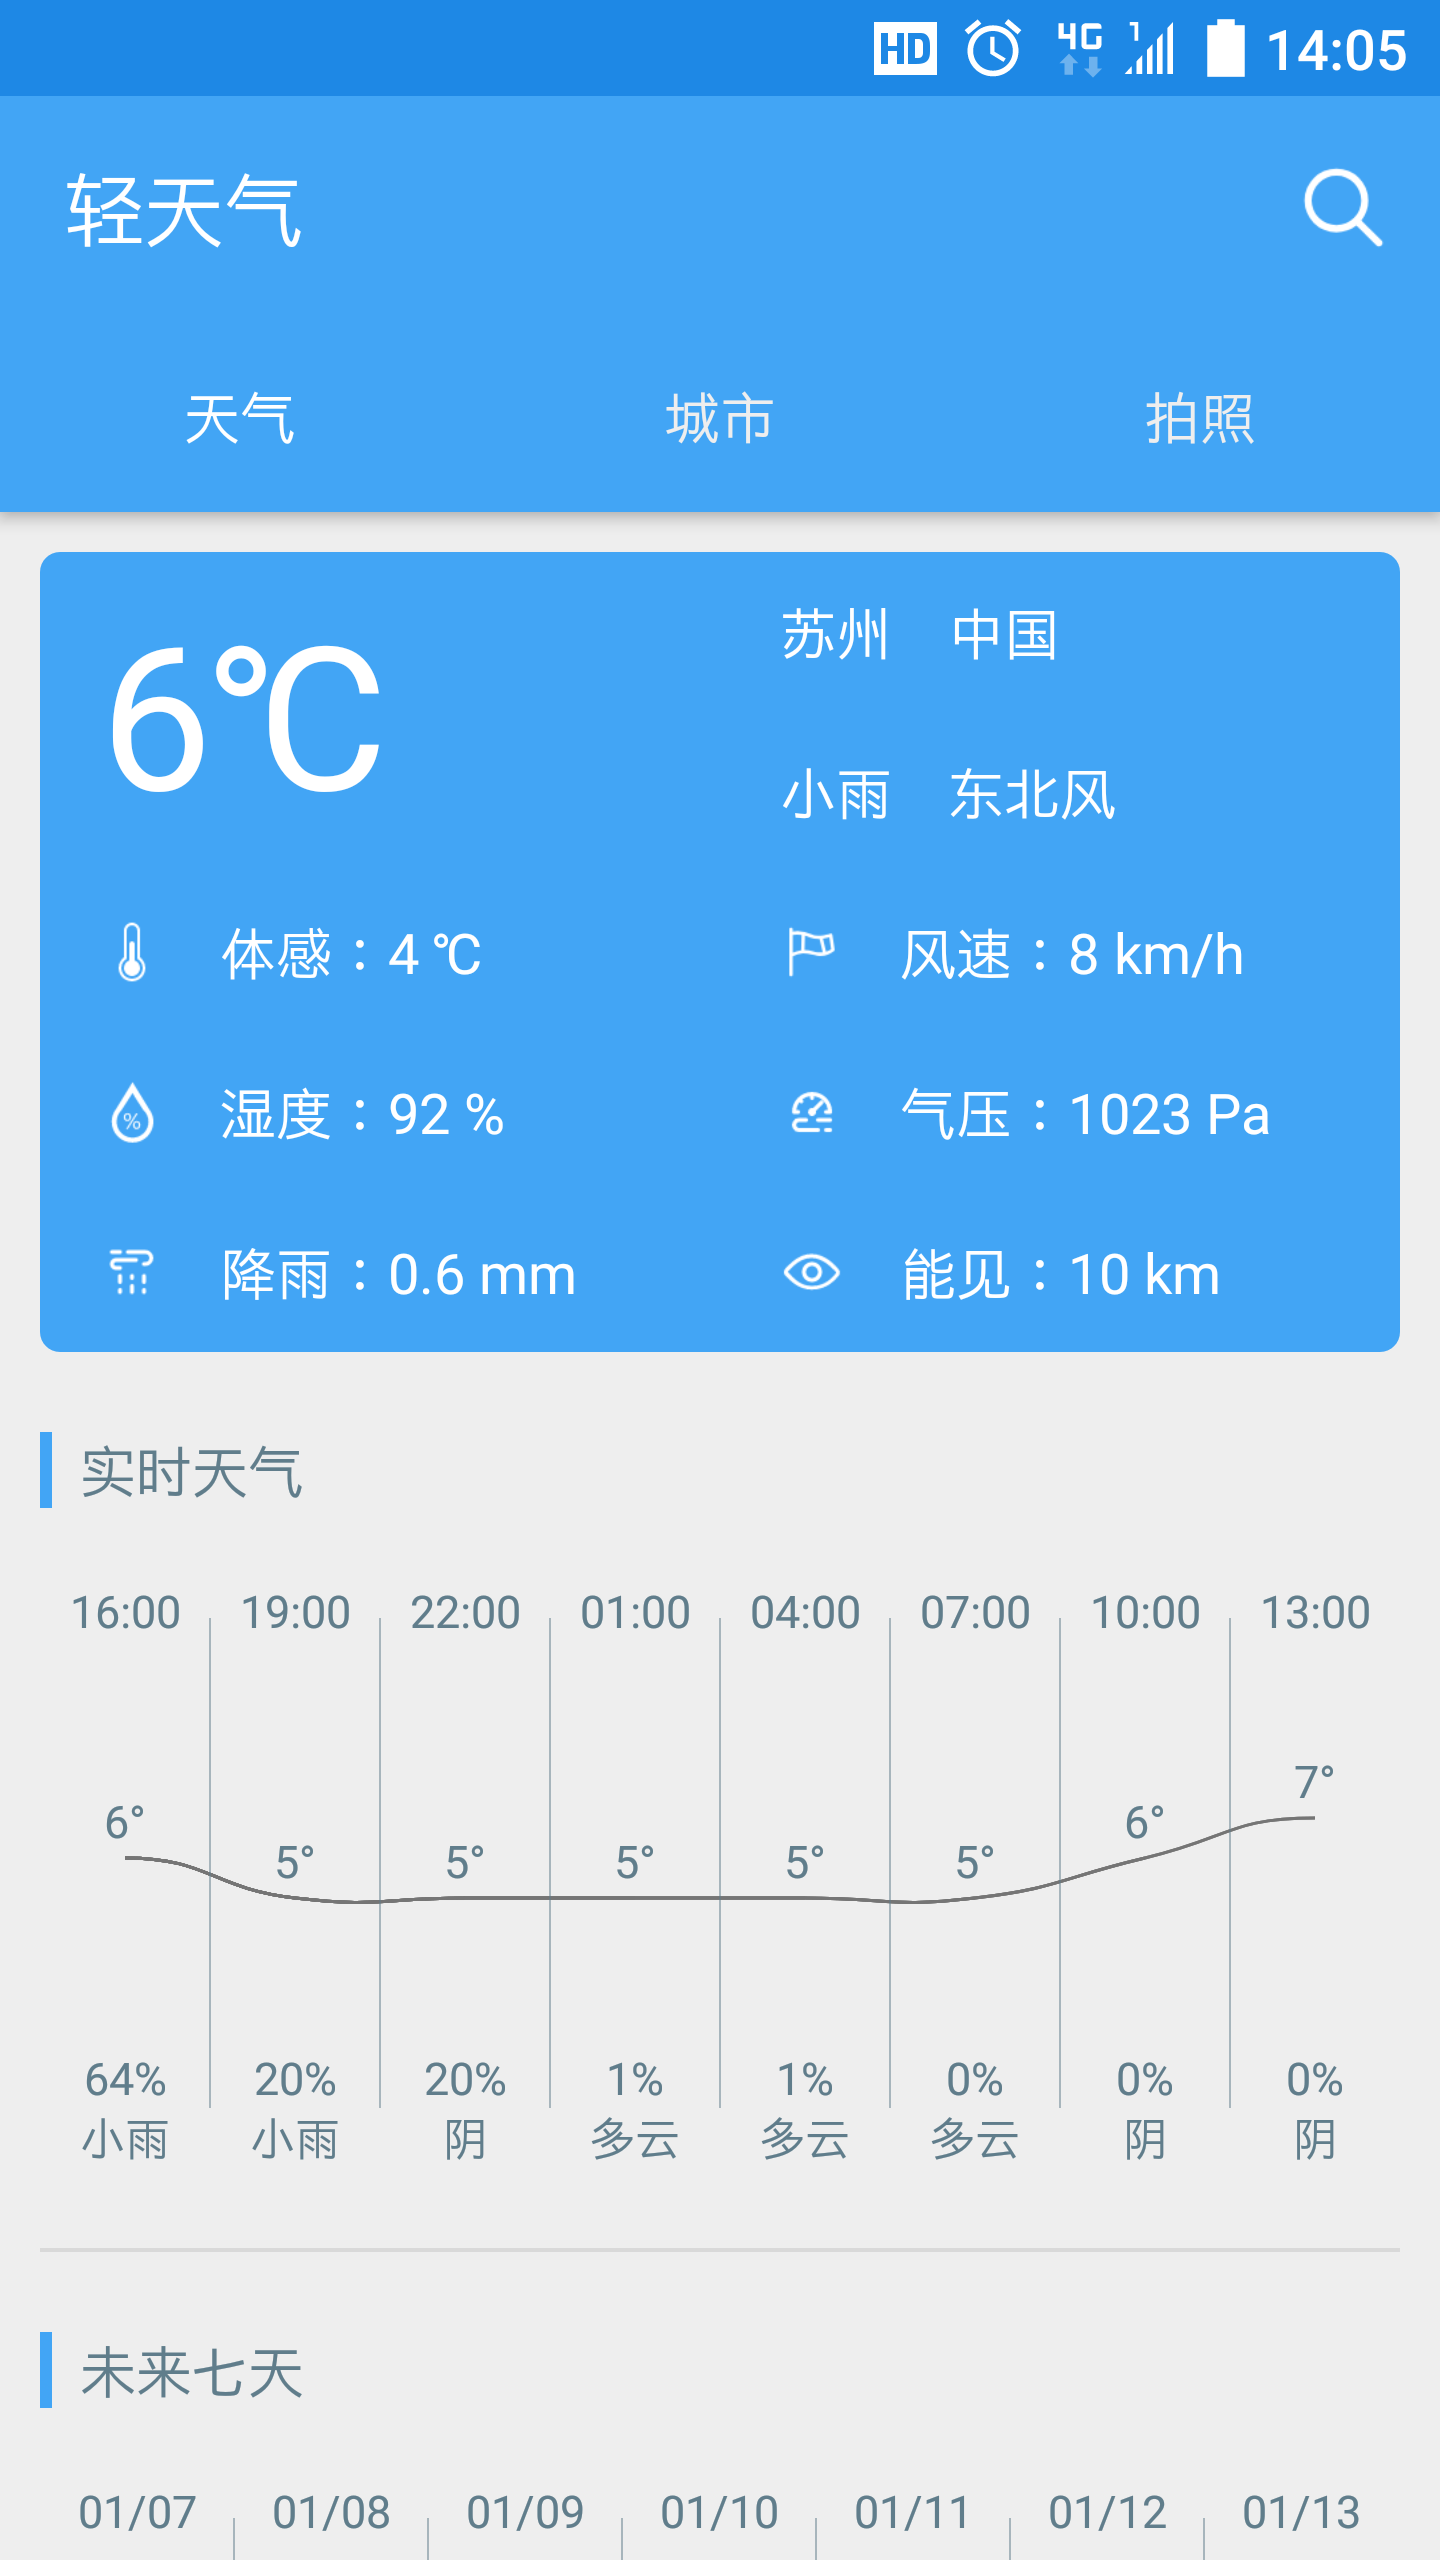 HD 4G 1 14:05
轻天气
天气 城市 拍照
6℃
苏州 中国
小雨 东北风
体感：4 ℃ 风速：8 km/h
% 湿度：92 % 气压：1023 Pa
降雨：0.6 mm 能见：10 km
实时天气
16:00 19:00 22:00 01:00 04:00 07:00 10:00 13:00
6° 5° 5° 5° 5° 5° 6° 7°
64% 20% 20% 1% 1% 0% 0% 0%
小雨 小雨 阴 多云 多云 多云 阴 阴
未来七天
01/07 01/08 01/09 01/10 01/11 01/12 01/13